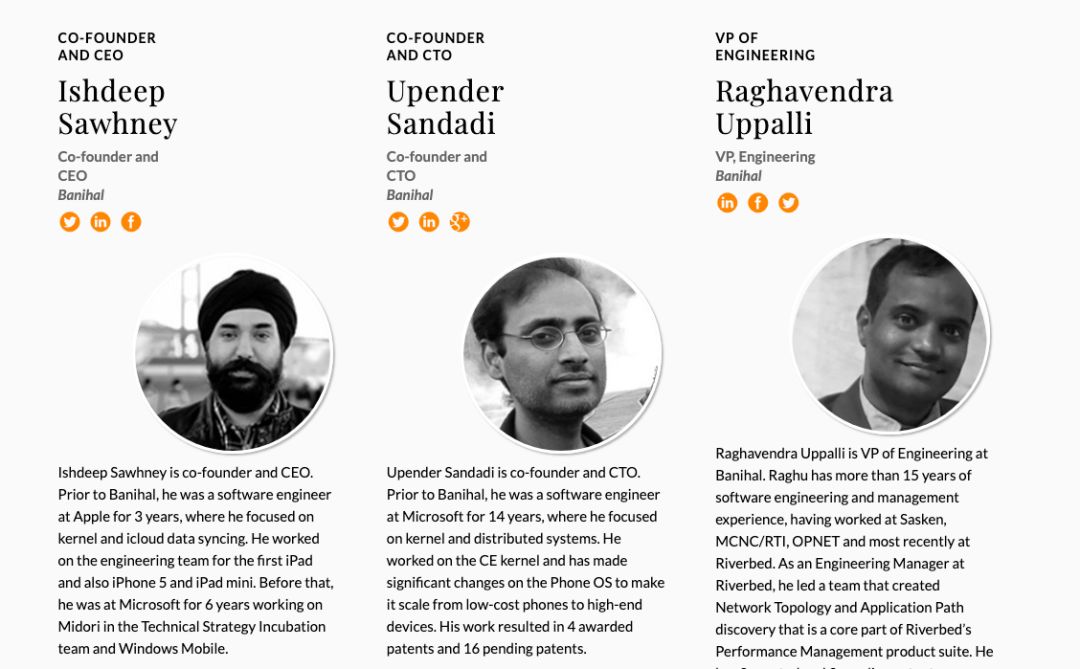 CO-FOUNDER
AND CEO
Ishdeep
Sawhney
Co-founder and
CEO
Banihal
Ishdeep Sawhney is co-founder and CEO.
Prior to Banihal, he was a software engineer
at Apple for 3 years, where he focused on
kernel and icloud data syncing. He worked
on the engineering team for the first iPad
and also iPhone 5 and iPad mini. Before that,
he was at Microsoft for 6 years working on
Midori in the Technical Strategy Incubation
team and Windows Mobile.
CO-FOUNDER
AND CTO
Upender
Sandadi
Co-founder and
CTO
Banihal
Upender Sandadi is co-founder and CTO.
Prior to Banihal, he was a software engineer
at Microsoft for 14 years, where he focused
on kernel and distributed systems. He
worked on the CE kernel and has made
significant changes on the Phone OS to make
it scale from low-cost phones to high-end
devices. His work resulted in 4 awarded
patents and 16 pending patents.
VP OF
ENGINEERING
Raghavendra
Uppalli
VP, Engineering
Banihal
Raghavendra Uppalli is VP of Engineering at
Banihal. Raghu has more than 15 years of
software engineering and management
experience, having worked at Sasken,
MCNC/RTI, OPNET and most recently at
Riverbed. As an Engineering Manager at
Riverbed, he led a team that created
Network Topology and Application Path
discovery that is a core part of Riverbed's
Performance Management product suite. He